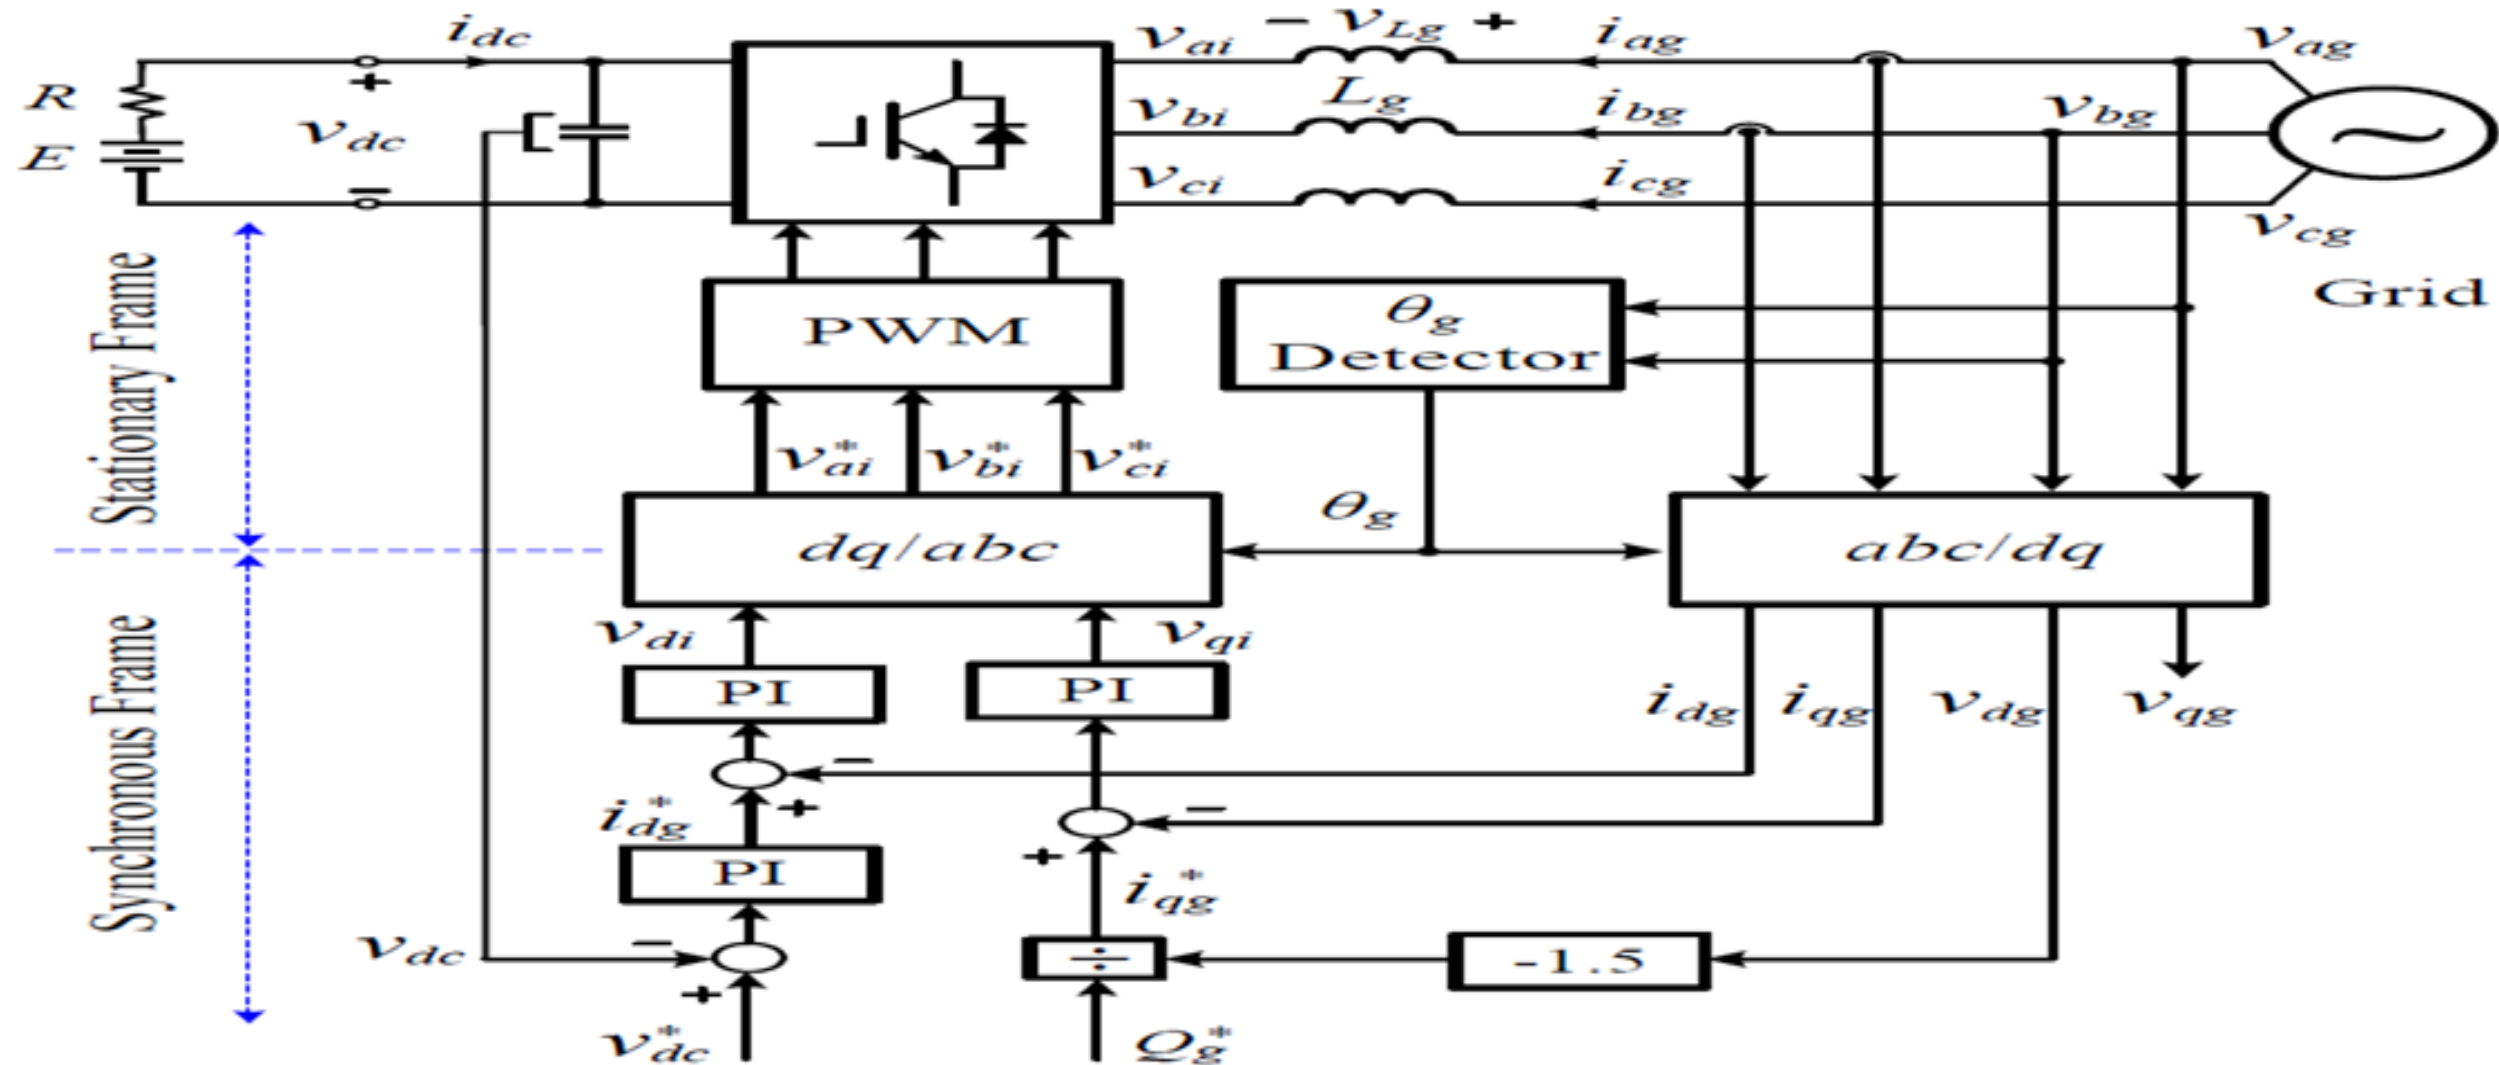 i_dc
v_ai − v_Lg + i_ag v_ag
R + v_dc −
E
v_bi L_g i_bg v_bg
v_ci i_cg v_cg
Grid
Stationary Frame
PWM
θ_g
Detector
v*_ai v*_bi v*_ci
θ_g
dq/abc
abc/dq
Synchronous Frame
v_di v_qi
PI PI
i_dg i_qg v_dg v_qg
−
+
i*_dg
−
+
PI
i*_qg
v_dc − +
÷
-1.5
v*_dc Q*_g